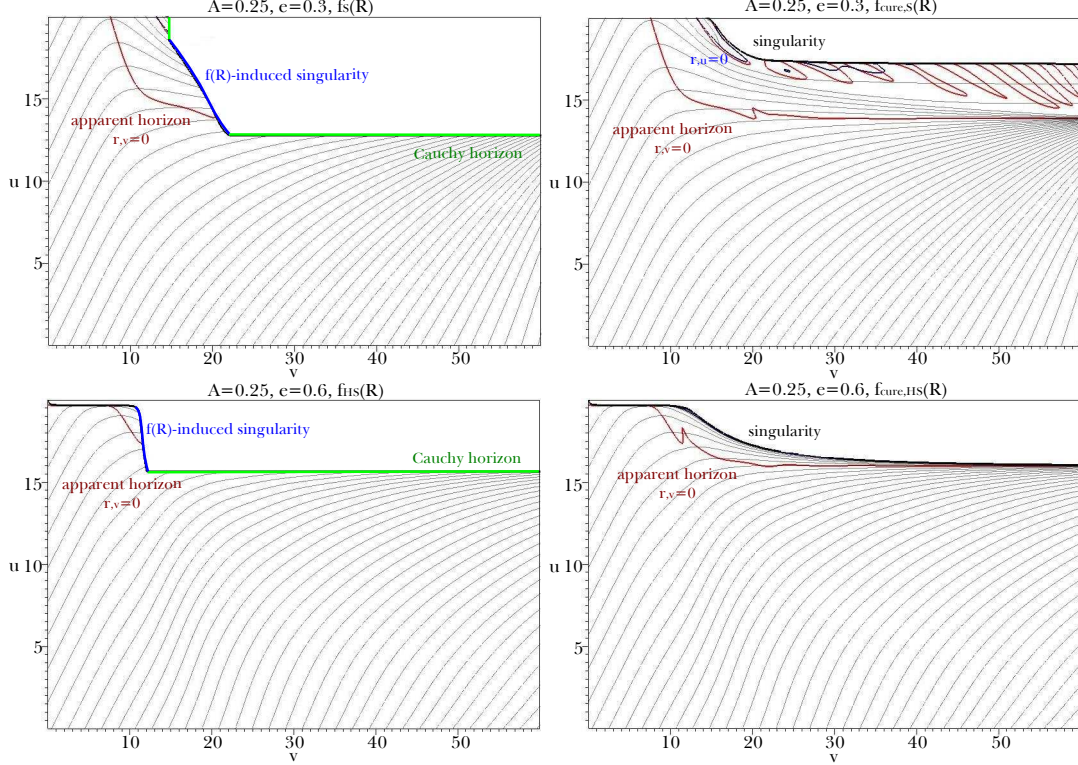 A=0.25, e=0.3, fs(R)
f(R)-induced singularity
15
apparent horizon
r,v=0
Cauchy horizon
u 10
5
10 20 30 40 50
v
A=0.25, e=0.3, fcure,s(R)
singularity
r,u=0
15
apparent horizon
r,v=0
u 10
5
10 20 30 40 50
v
A=0.25, e=0.6, fHS(R)
f(R)-induced singularity
Cauchy horizon
15
apparent horizon
r,v=0
u 10
5
10 20 30 40 50
v
A=0.25, e=0.6, fcure,HS(R)
singularity
15
apparent horizon
r,v=0
u 10
5
10 20 30 40 50
v